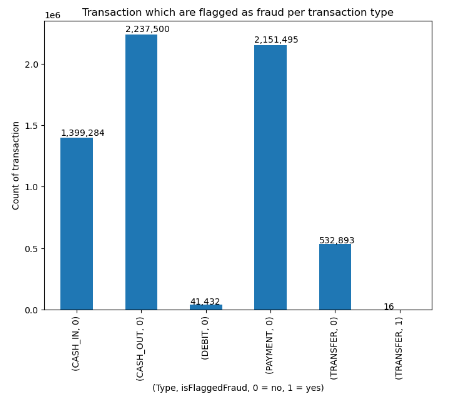 Transaction which are flagged as fraud per transaction type
1e6
2,237,500
2,151,495
1,399,284
532,893
41,432
16
2.0
1.5
1.0
0.5
0.0
Count of transaction
(CASH_IN, 0)
(CASH_OUT, 0)
(DEBIT, 0)
(PAYMENT, 0)
(TRANSFER, 0)
(TRANSFER, 1)
(Type, isFlaggedFraud, 0 = no, 1 = yes)